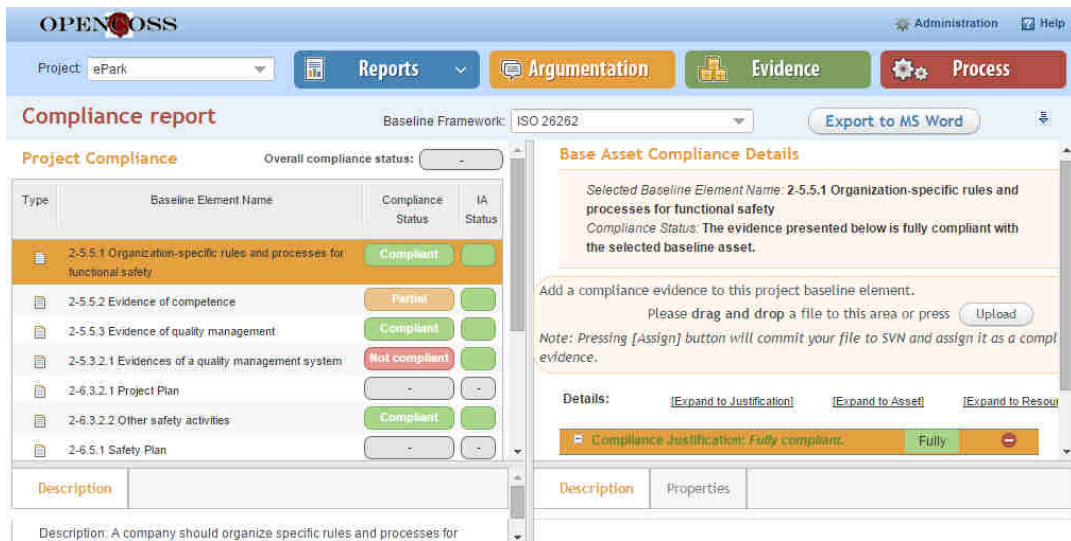 OPENCOSS
Administration
Help
Project: ePark
Reports
Argumentation
Evidence
Process
Compliance report
Baseline Framework: ISO 26262
Export to MS Word
Project Compliance
Overall compliance status: -
Type
Baseline Element Name
Compliance Status
IA Status
2-5.5.1 Organization-specific rules and processes for functional safety
Compliant
2-5.5.2 Evidence of competence
Partial
2-5.5.3 Evidence of quality management
Compliant
2-5.3.2.1 Evidences of a quality management system
Not compliant
2-6.3.2.1 Project Plan
-
-
2-6.3.2.2 Other safety activities
Compliant
2-6.5.1 Safety Plan
-
-
Description
Description: A company should organize specific rules and processes for
Base Asset Compliance Details
Selected Baseline Element Name: 2-5.5.1 Organization-specific rules and
processes for functional safety
Compliance Status: The evidence presented below is fully compliant with
the selected baseline asset.
Add a compliance evidence to this project baseline element.
Please drag and drop a file to this area or press Upload
Note: Pressing [Assign] button will commit your file to SVN and assign it as a compl
evidence.
Details:
[Expand to Justification]
[Expand to Asset]
[Expand to Resour
Compliance Justification: Fully compliant.
Fully
Description
Properties